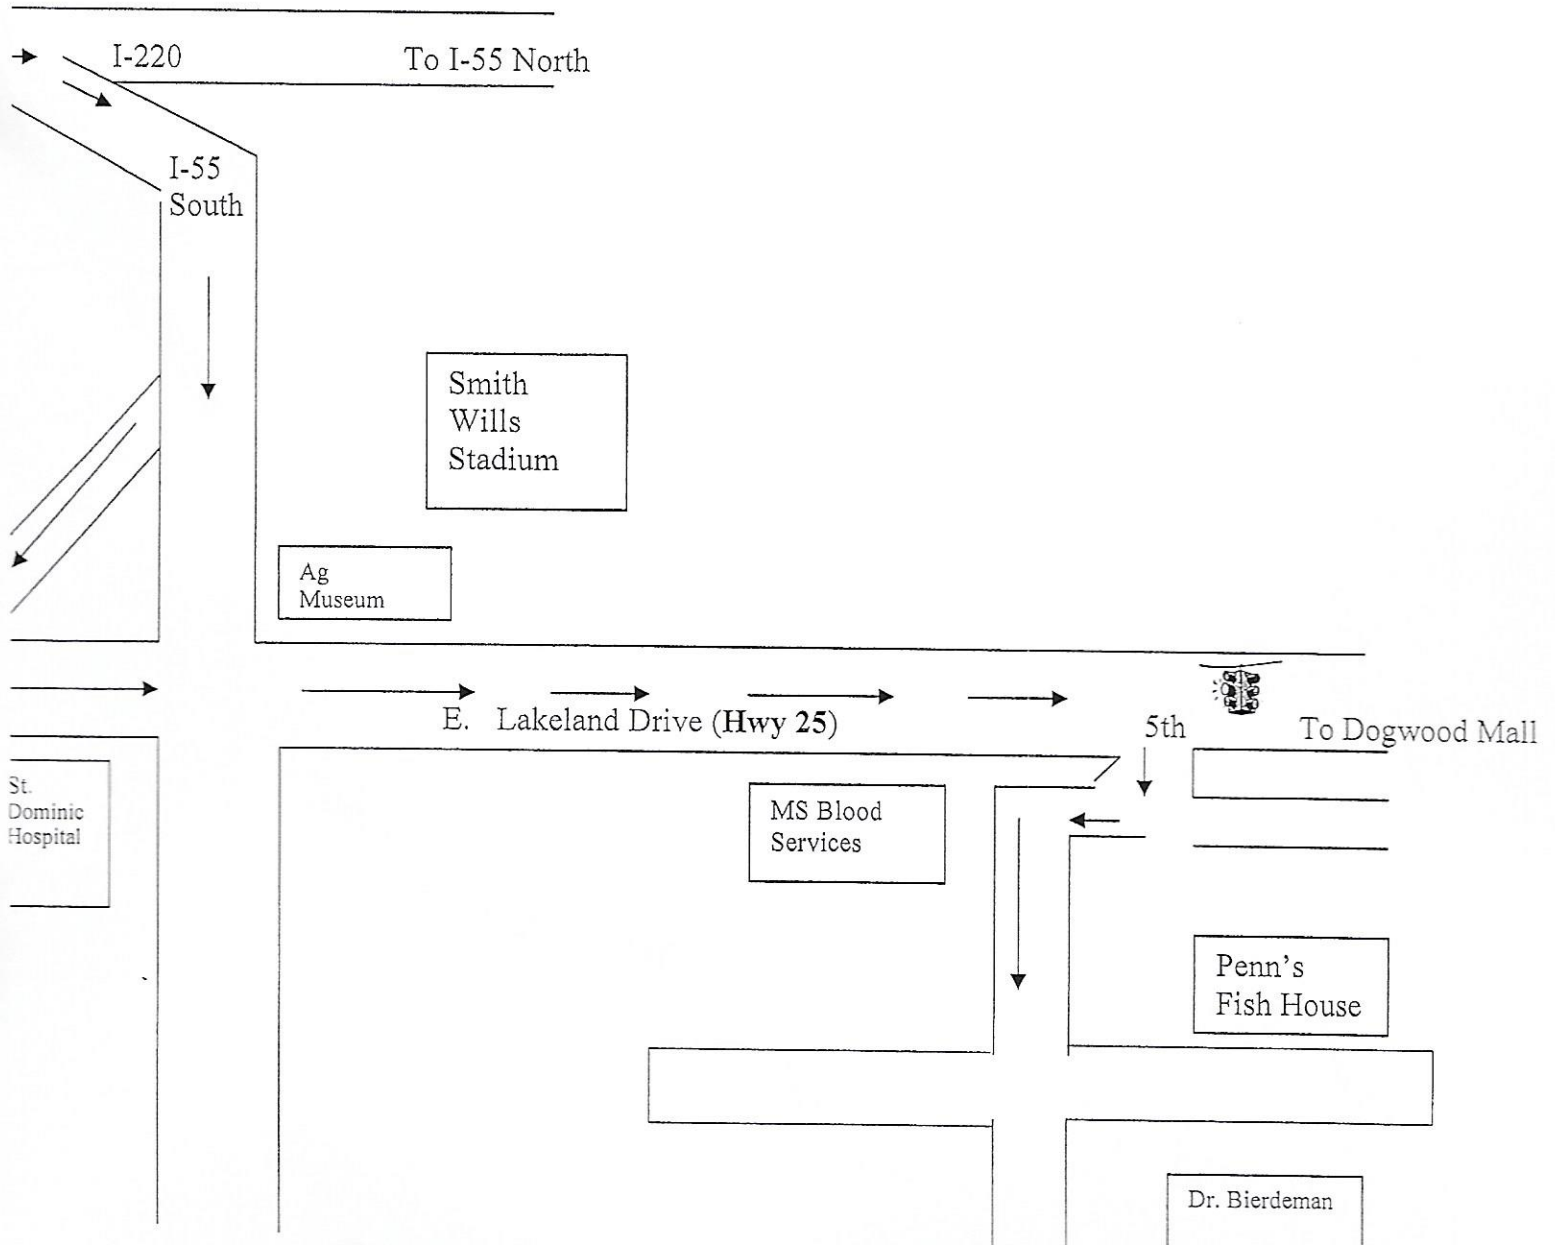 I-220
To I-55 North
I-55
South
Smith
Wills
Stadium
Ag
Museum
E. Lakeland Drive (Hwy 25)
5th
To Dogwood Mall
St.
Dominic
Hospital
MS Blood
Services
Penn's
Fish House
Dr. Bierdeman